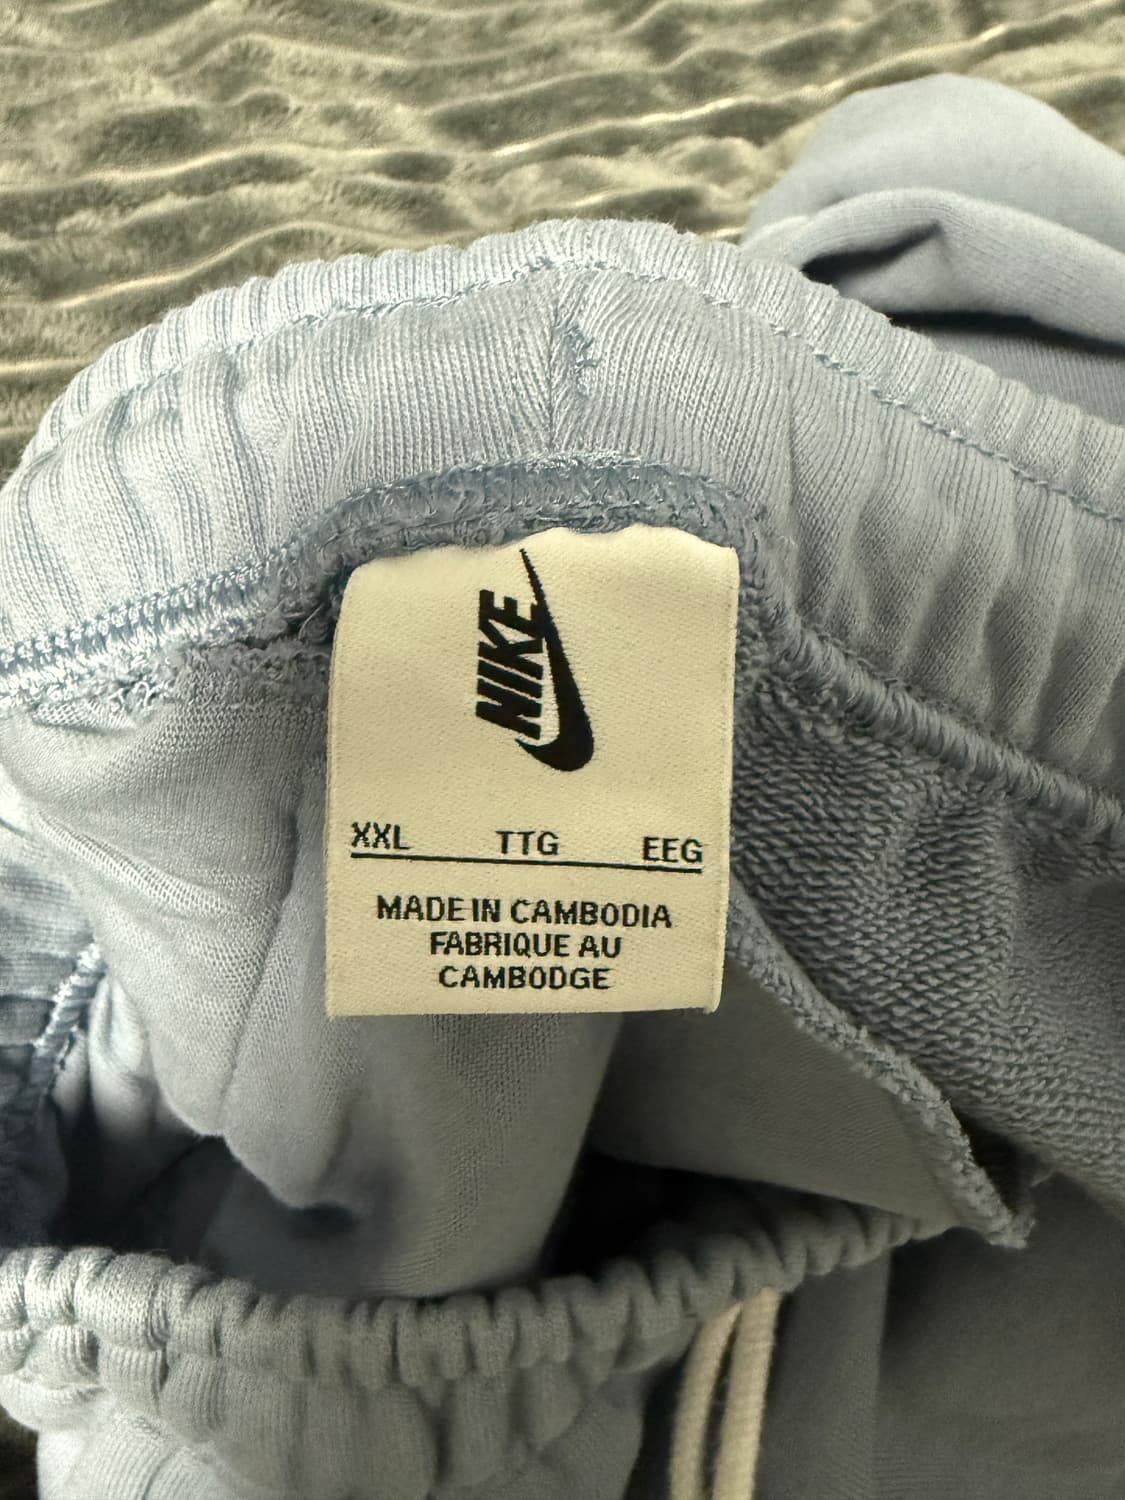 NIKE
XXL TTG EEG
MADE IN CAMBODIA
FABRIQUE AU
CAMBODGE